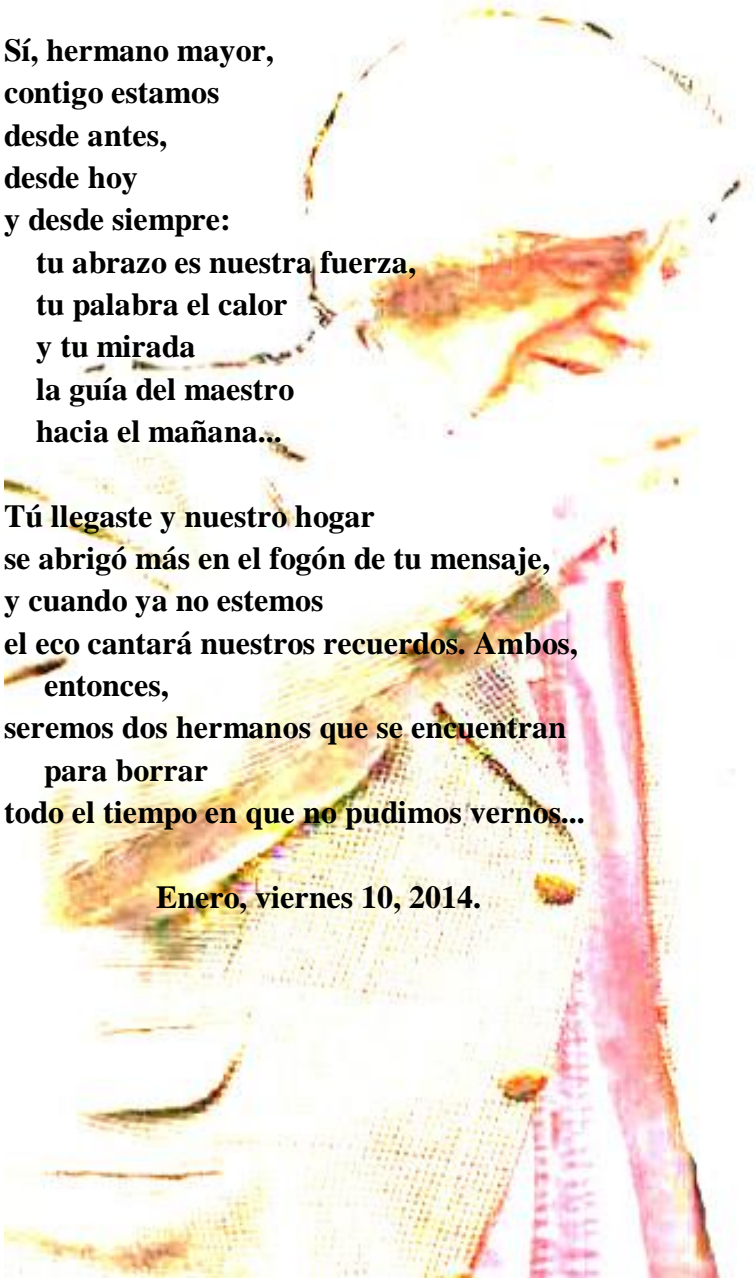 Sí, hermano mayor,
contigo estamos
desde antes,
desde hoy
y desde siempre:
tu abrazo es nuestra fuerza,
tu palabra el calor
y tu mirada
la guía del maestro
hacia el mañana...
Tú llegaste y nuestro hogar
se abrigó más en el fogón de tu mensaje,
y cuando ya no estemos
el eco cantará nuestros recuerdos. Ambos,
entonces,
seremos dos hermanos que se encuentran
para borrar
todo el tiempo en que no pudimos vernos...
Enero, viernes 10, 2014.